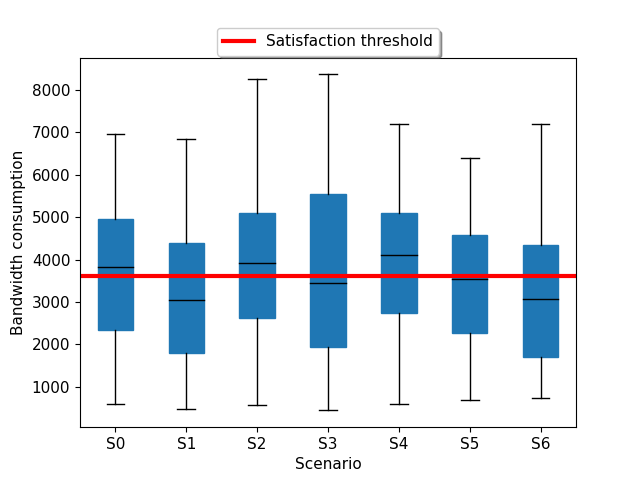 Satisfaction threshold
8000
7000
6000
5000
4000
3000
2000
1000
Bandwidth consumption
S0 S1 S2 S3 S4 S5 S6
Scenario